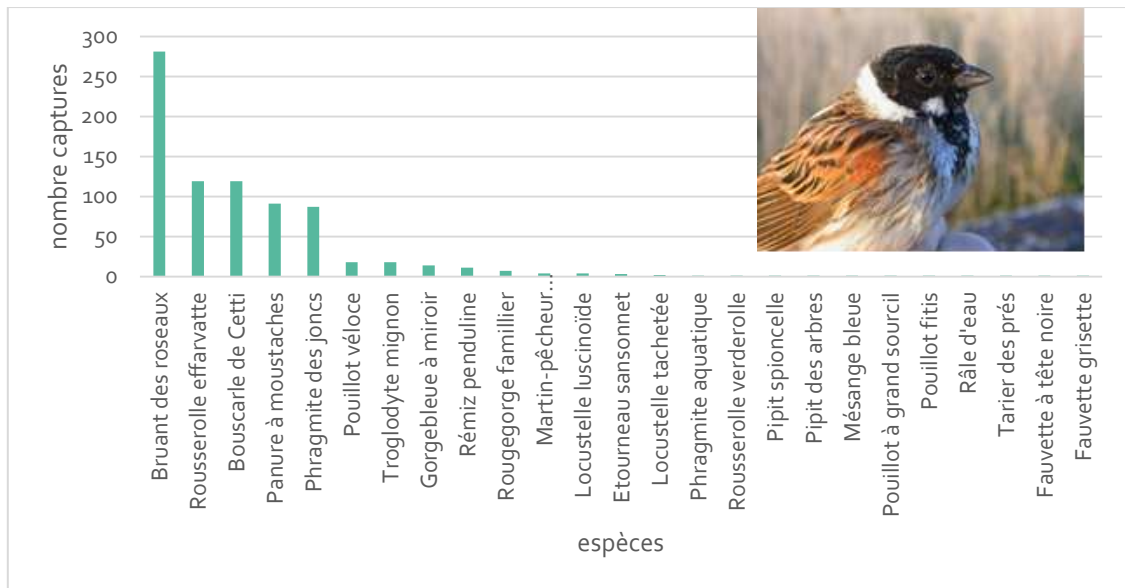 nombre captures
300
250
200
150
100
50
0
Bruant des roseaux
Rousserolle effarvatte
Bouscarle de Cetti
Panure à moustaches
Phragmite des joncs
Pouillot véloce
Troglodyte mignon
Gorgebleue à miroir
Rémiz penduline
Rougegorge famillier
Martin-pêcheur...
Locustelle luscinoïde
Etourneau sansonnet
Locustelle tachetée
Phragmite aquatique
Rousserolle verderolle
Pipit spioncelle
Pipit des arbres
Mésange bleue
Pouillot à grand sourcil
Pouillot fitis
Râle d'eau
Tarier des prés
Fauvette à tête noire
Fauvette grisette
espèces